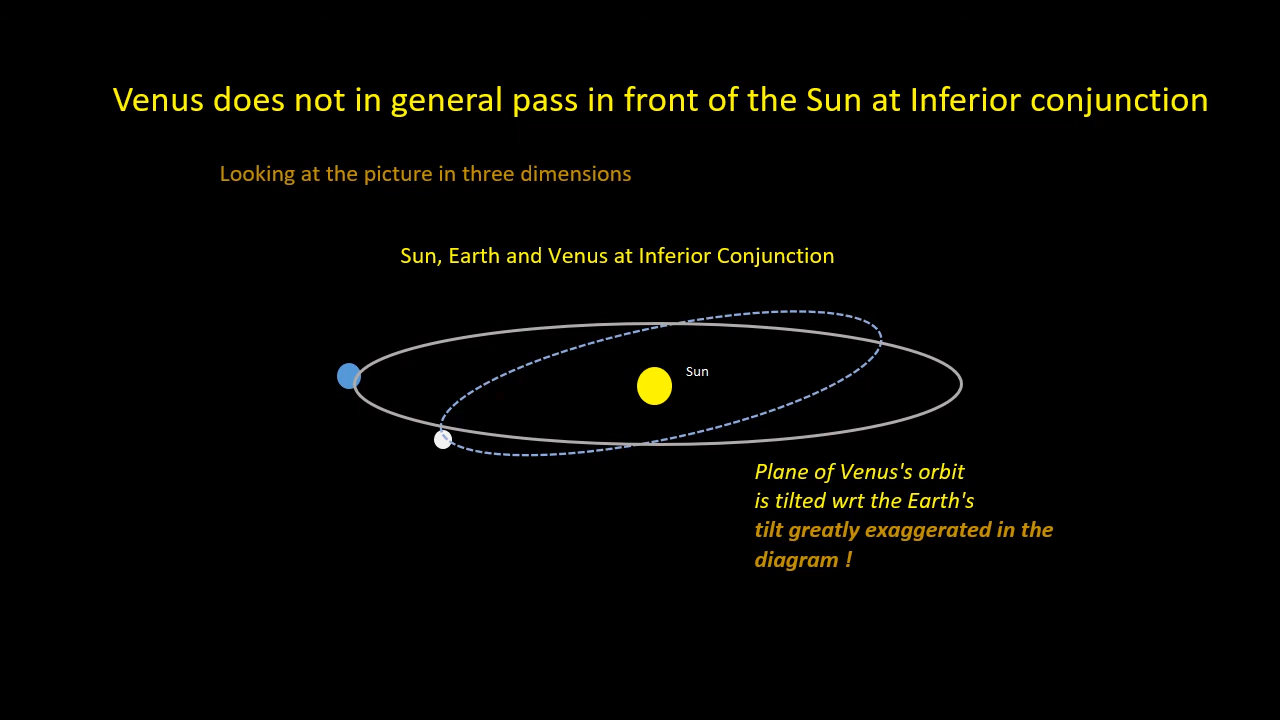 Venus does not in general pass in front of the Sun at Inferior conjunction
Looking at the picture in three dimensions
Sun, Earth and Venus at Inferior Conjunction
Sun
Plane of Venus's orbit
is tilted wrt the Earth's
tilt greatly exaggerated in the
diagram !